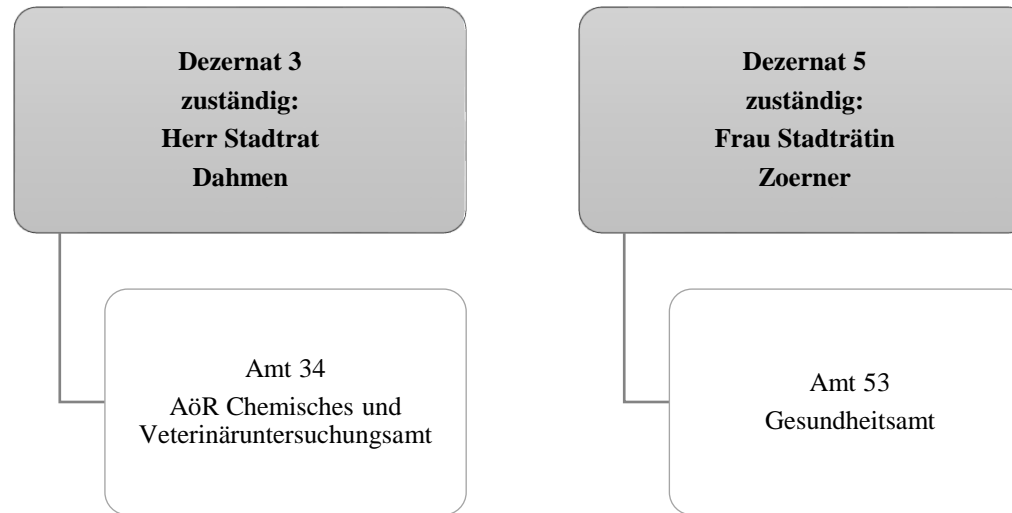 Dezernat 3
zuständig:
Herr Stadtrat
Dahmen
Amt 34
AöR Chemisches und
Veterinäruntersuchungsamt
Dezernat 5
zuständig:
Frau Stadträtin
Zoerner
Amt 53
Gesundheitsamt